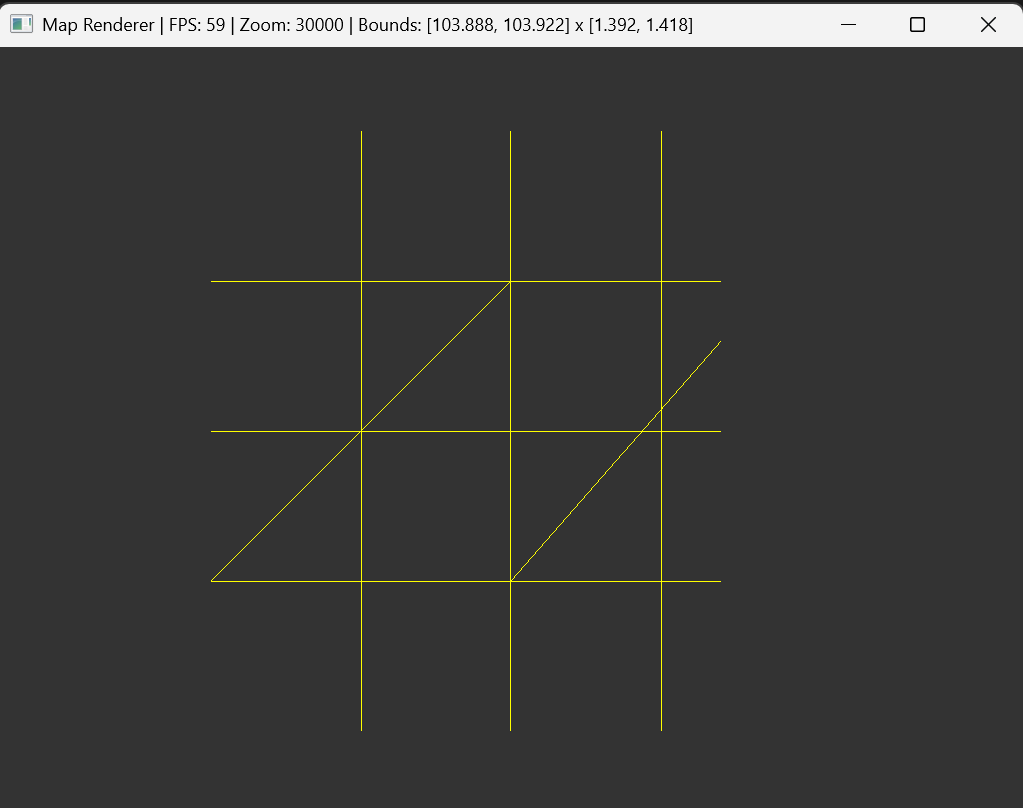 Map Renderer | FPS: 59 | Zoom: 30000 | Bounds: [103.888, 103.922] x [1.392, 1.418]